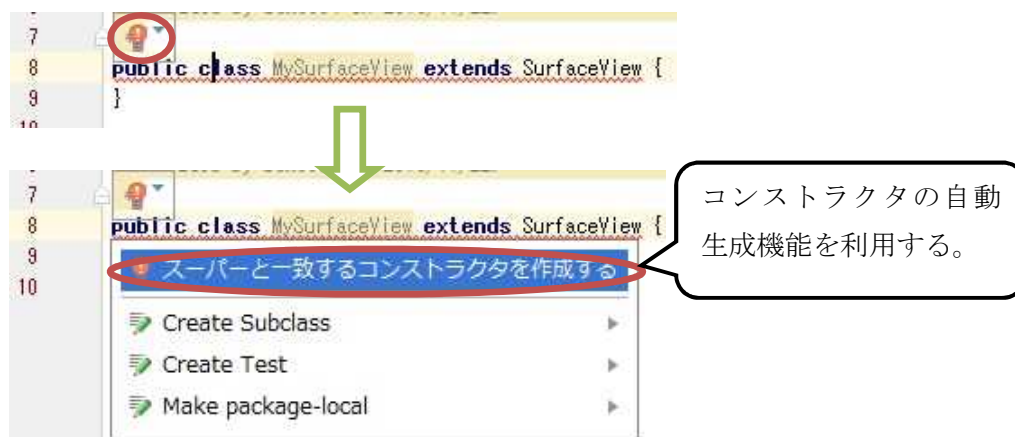 7
8 public class MySurfaceView extends SurfaceView {
9 }
10
7
8 public class MySurfaceView extends SurfaceView {
9 スーパーと一致するコンストラクタを作成する
10
Create Subclass
Create Test
Make package-local
コンストラクタの自動
生成機能を利用する。